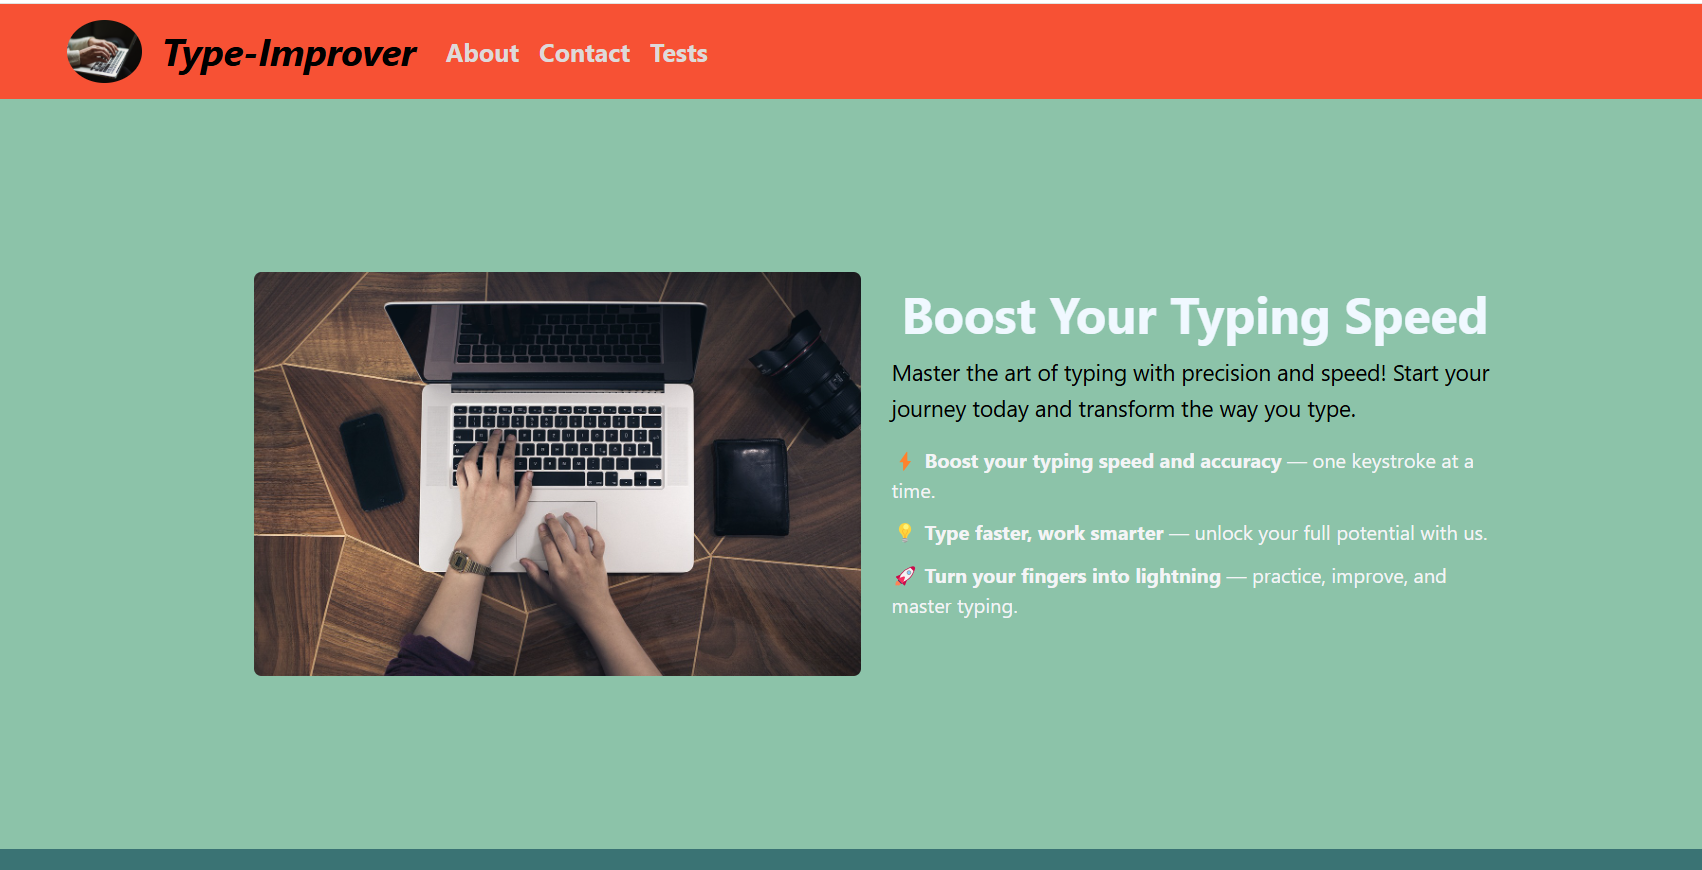 Type-Improver About Contact Tests
Boost Your Typing Speed
Master the art of typing with precision and speed! Start your
journey today and transform the way you type.
⚡ Boost your typing speed and accuracy — one keystroke at a
time.
💡 Type faster, work smarter — unlock your full potential with us.
🚀 Turn your fingers into lightning — practice, improve, and
master typing.